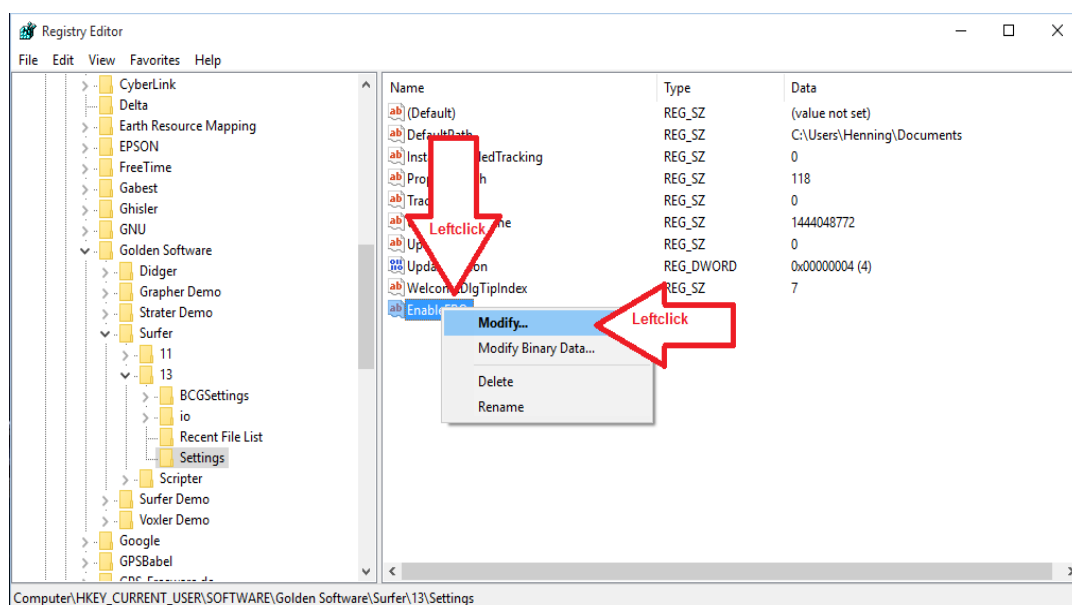 Registry Editor
File Edit View Favorites Help
CyberLink
Delta
Earth Resource Mapping
EPSON
FreeTime
Gabest
Ghisler
GNU
Golden Software
Didger
Grapher Demo
Strater Demo
Surfer
11
13
BCGSettings
io
Recent File List
Settings
Scripter
Surfer Demo
Voxler Demo
Google
GPSBabel
Name Type Data
(Default) REG_SZ (value not set)
REG_SZ C:\Users\Henning\Documents
REG_SZ 0
REG_SZ 118
REG_SZ 0
REG_SZ 1444048772
REG_SZ 0
REG_DWORD 0x00000004 (4)
WelcomeDlgTipIndex REG_SZ 7
Leftclick
Modify...
Modify Binary Data...
Delete
Rename
Leftclick
Computer\HKEY_CURRENT_USER\SOFTWARE\Golden Software\Surfer\13\Settings